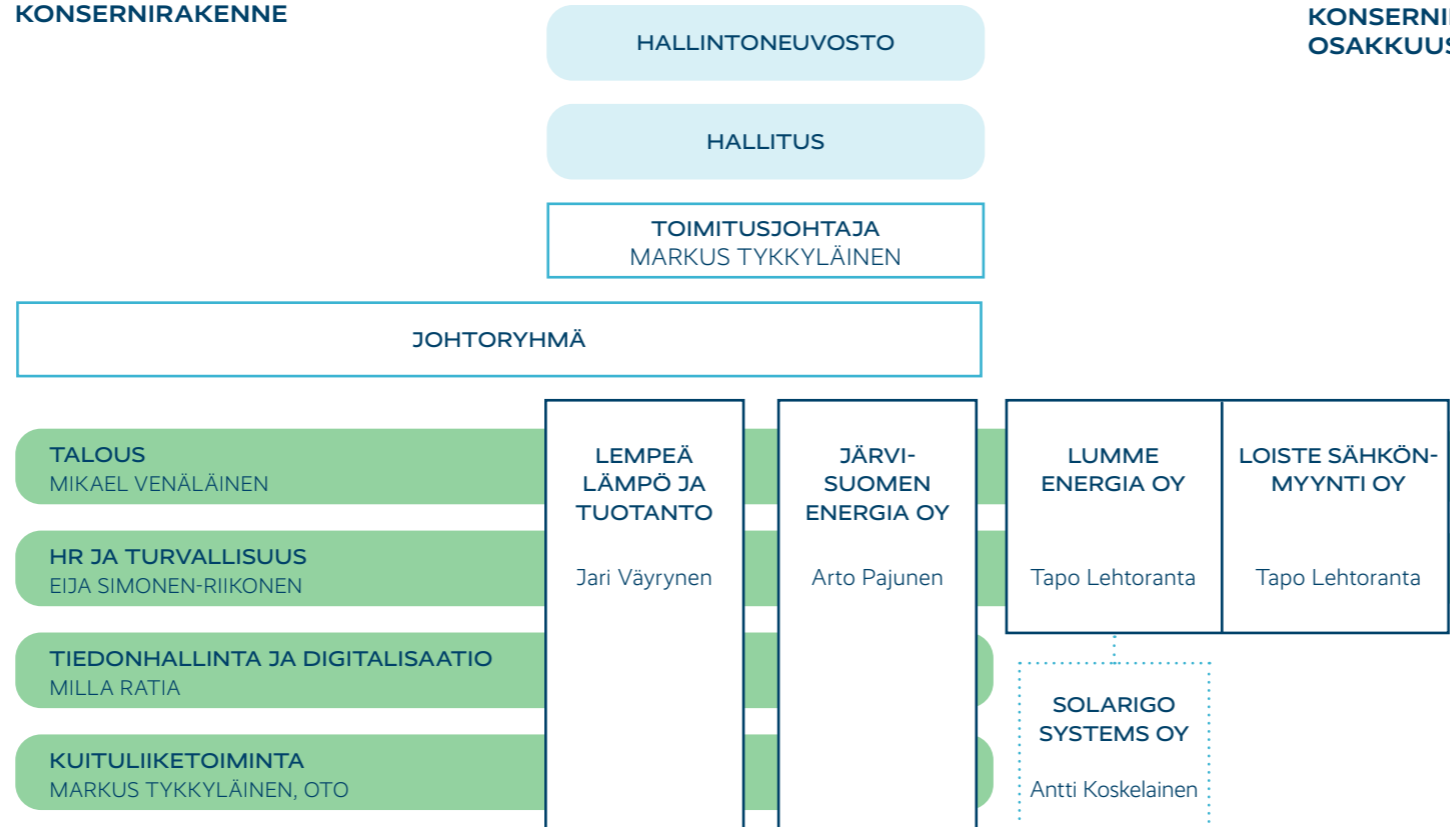 KONSERNIRAKENNE
HALLINTONEUVOSTO
HALLITUS
TOIMITUSJOHTAJA
MARKUS TYKKYLÄINEN
JOHTORYHMÄ
TALOUS
MIKAEL VENÄLÄINEN
HR JA TURVALLISUUS
EIJA SIMONEN-RIIKONEN
TIEDONHALLINTA JA DIGITALISAATIO
MILLA RATIA
KUITULIIKETOIMINTA
MARKUS TYKKYLÄINEN, OTO
LEMPEÄ
LÄMPÖ JA
TUOTANTO
Jari Väyrynen
JÄRVI-
SUOMEN
ENERGIA OY
Arto Pajunen
LUMME
ENERGIA OY
Tapo Lehtoranta
LOISTE SÄHKÖN-
MYYNTI OY
Tapo Lehtoranta
SOLARIGO
SYSTEMS OY
Antti Koskelainen